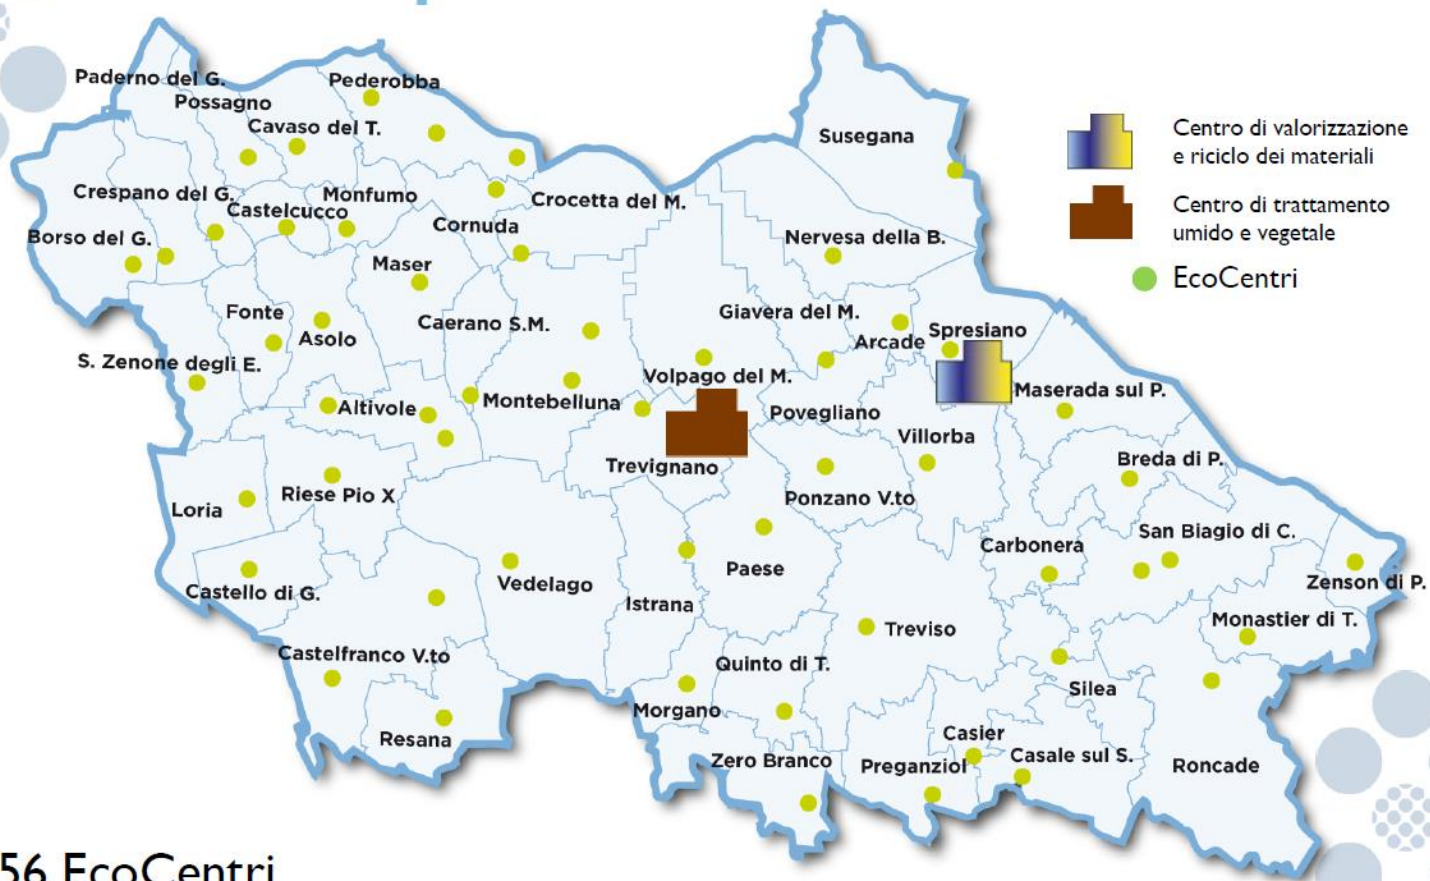 Paderno del G.
Pederobba
Possagno
Cavaso del T.
Susegana
Centro di valorizzazione
e riciclo dei materiali
Crespano del G.
Monfumo
Castelcucco
Crocetta del M.
Centro di trattamento
umido e vegetale
Cornuda
Borso del G.
Nervesa della B.
Maser
EcoCentri
Fonte
Asolo
Caerano S.M.
Giavera del M.
Arcade
Spresiano
S. Zenone degli E.
Volpago del M.
Maserada sul P.
Altivole
Montebelluna
Povegliano
Villorba
Trevignano
Breda di P.
Riese Pio X
Ponzano V.to
Loria
San Biagio di C.
Carbonera
Paese
Vedelago
Zenson di P.
Castello di G.
Istrana
Monastier di T.
Treviso
Castelfranco V.to
Quinto di T.
Silea
Morgano
Resana
Casier
Casale sul S.
Zero Branco
Preganziol
Roncade
56 EcoCentri